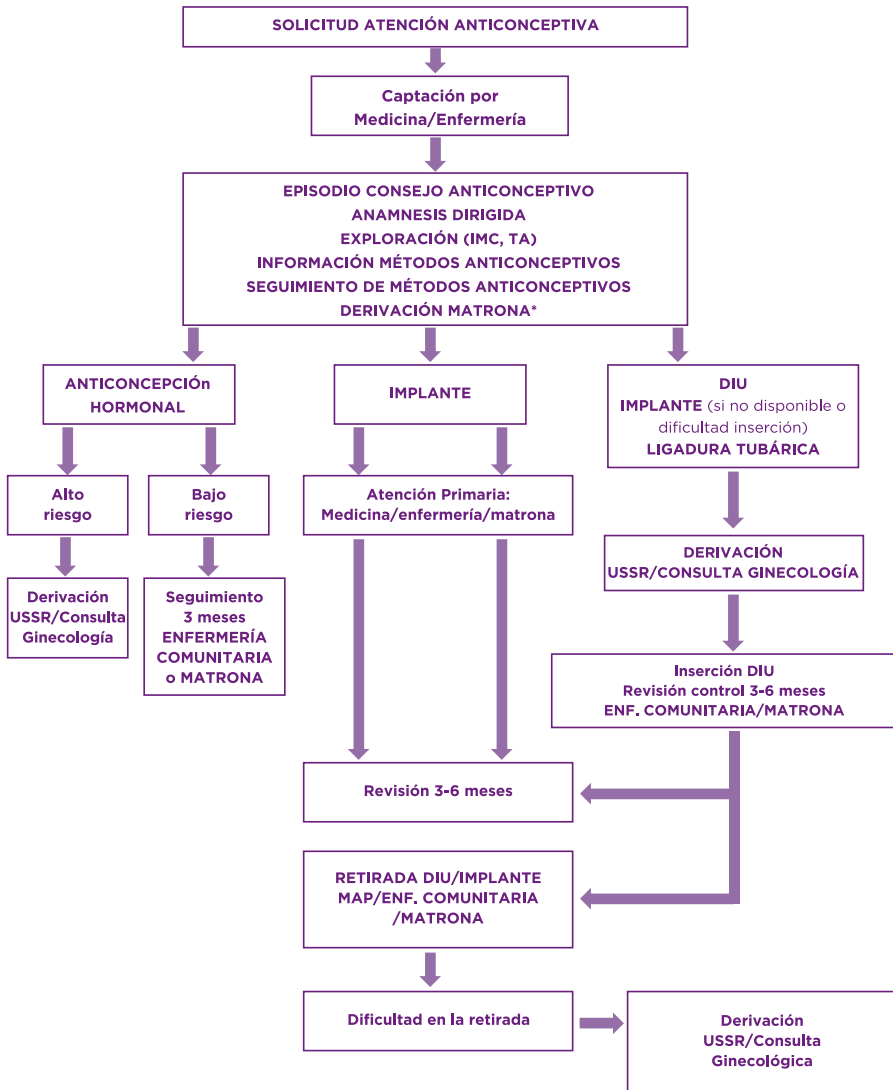 SOLICITUD ATENCIÓN ANTICONCEPTIVA
Captación por
Medicina/Enfermería
EPISODIO CONSEJO ANTICONCEPTIVO
ANAMNESIS DIRIGIDA
EXPLORACIÓN (IMC, TA)
INFORMACIÓN MÉTODOS ANTICONCEPTIVOS
SEGUIMIENTO DE MÉTODOS ANTICONCEPTIVOS
DERIVACIÓN MATRONA*
ANTICONCEPCIÓn
HORMONAL
IMPLANTE
DIU
IMPLANTE (si no disponible o
dificultad inserción)
LIGADURA TUBÁRICA
Alto
riesgo
Bajo
riesgo
Atención Primaria:
Medicina/enfermería/matrona
DERIVACIÓN
USSR/CONSULTA GINECOLOGÍA
Derivación
USSR/Consulta
Ginecología
Seguimiento
3 meses
ENFERMERÍA
COMUNITARIA
o MATRONA
Inserción DIU
Revisión control 3-6 meses
ENF. COMUNITARIA/MATRONA
Revisión 3-6 meses
RETIRADA DIU/IMPLANTE
MAP/ENF. COMUNITARIA
/MATRONA
Dificultad en la retirada
Derivación
USSR/Consulta
Ginecológica